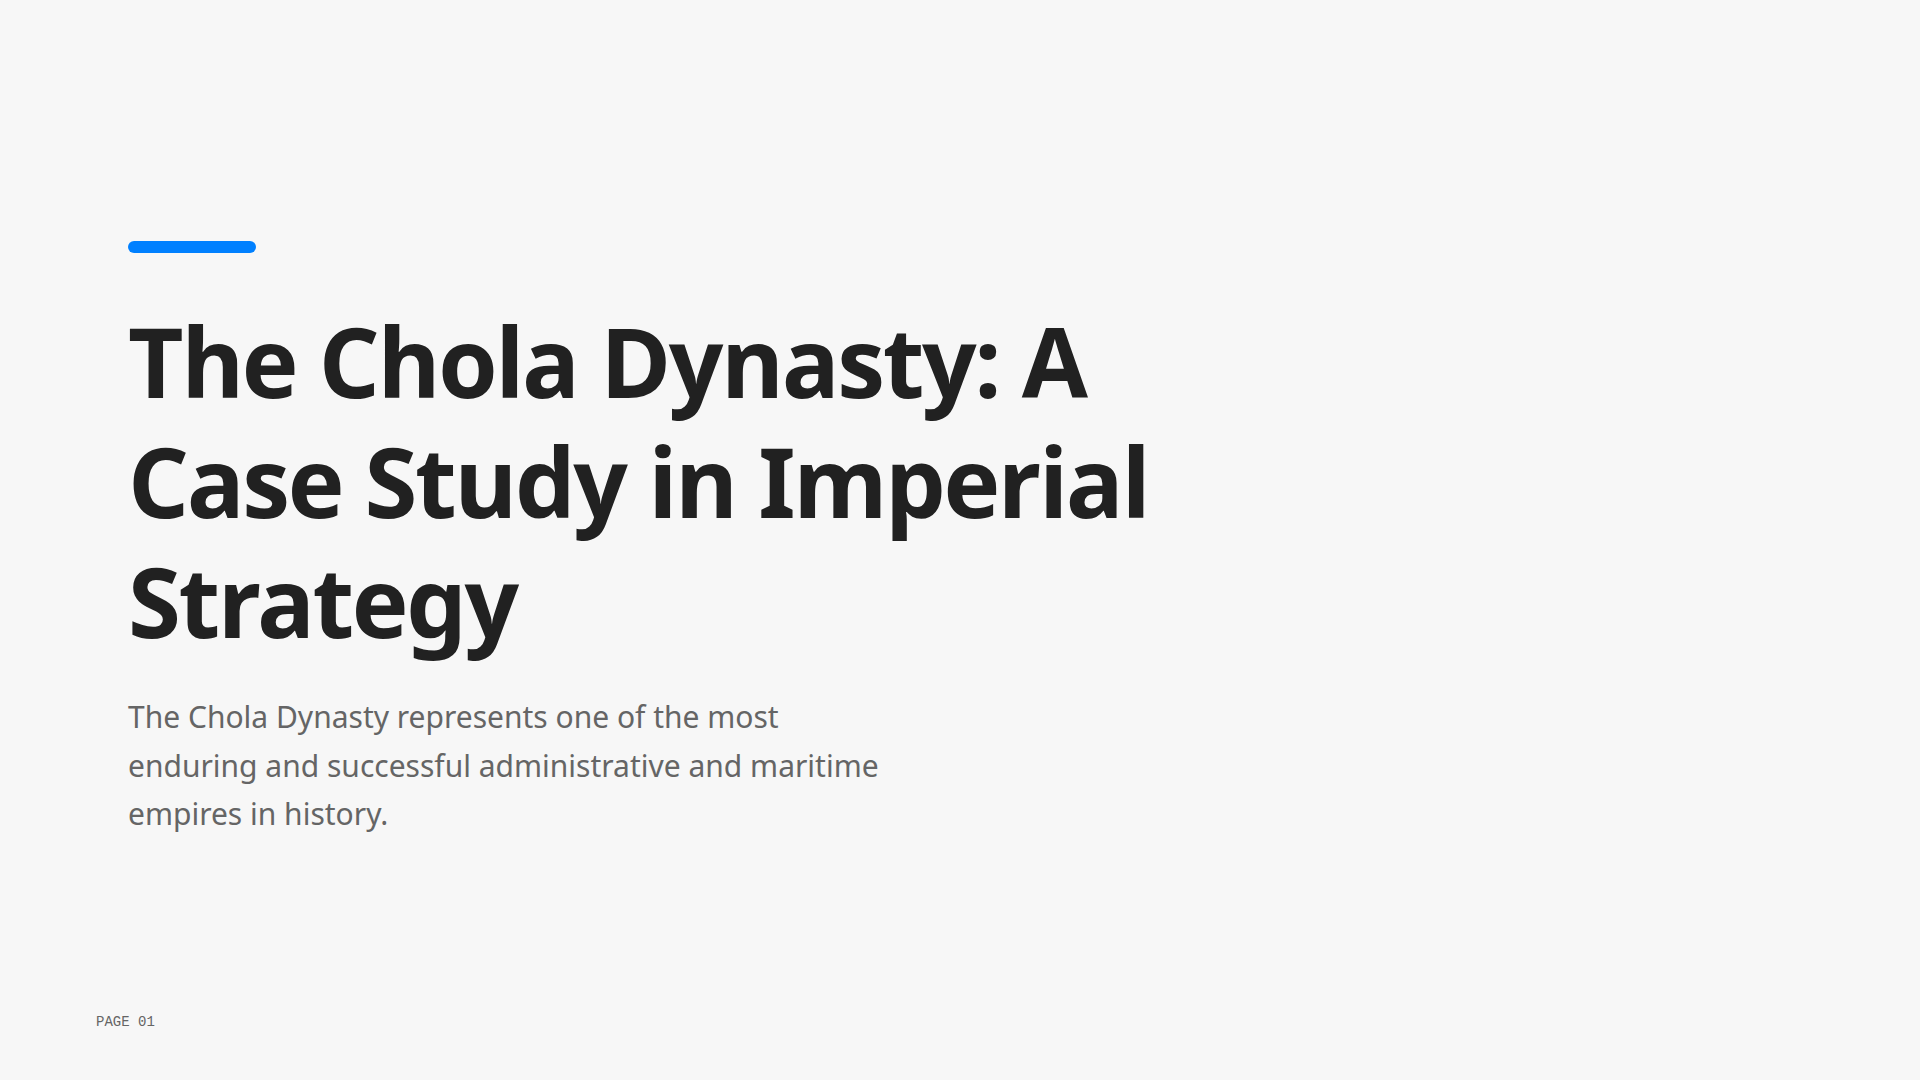 The Chola Dynasty: A
Case Study in Imperial
Strategy
The Chola Dynasty represents one of the most
enduring and successful administrative and maritime
empires in history.
PAGE 01